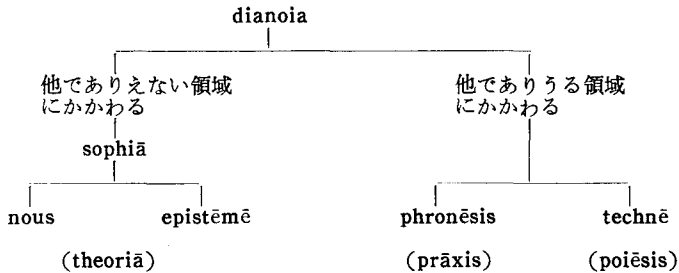 dianoia
他でありえない領域
にかかわる
他でありうる領域
にかかわる
sophiā
nous
epistēmē
phronēsis
technē
(theoriā)
(prāxis)
(poiēsis)